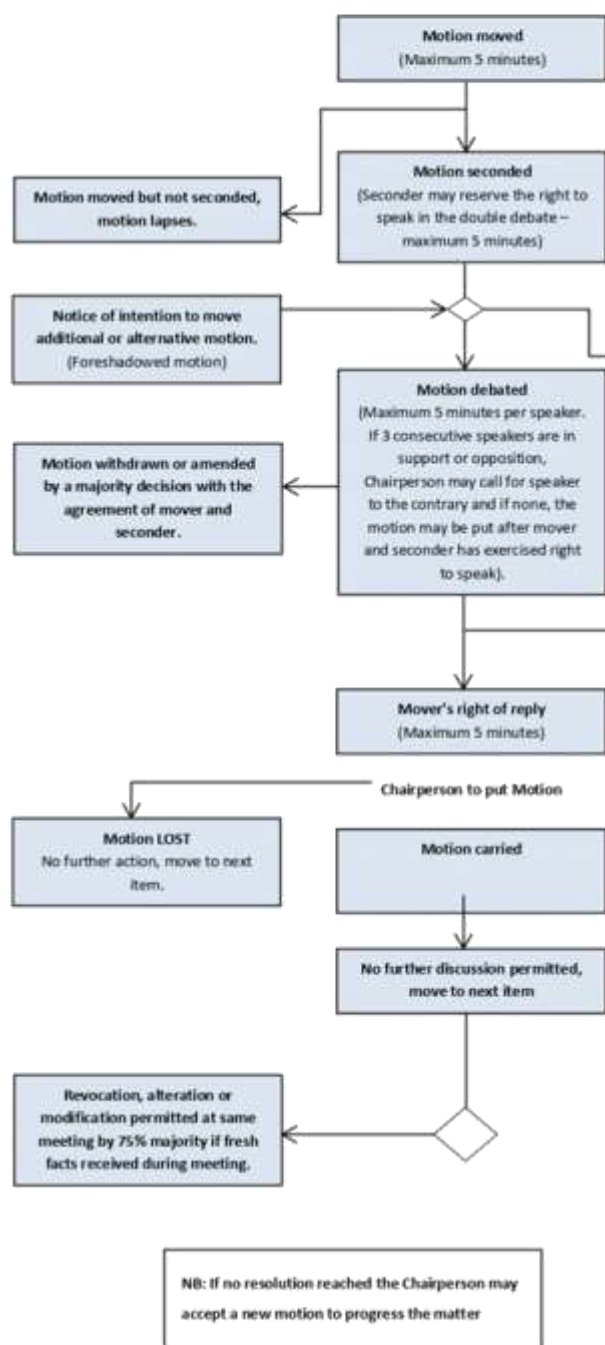 Motion moved
(Maximum 5 minutes)
Motion moved but not seconded,
motion lapses.
Motion seconded
(Seconder may reserve the right to
speak in the double debate –
maximum 5 minutes)
Notice of intention to move
additional or alternative motion.
(Foreshadowed motion)
Motion debated
(Maximum 5 minutes per speaker.
If 3 consecutive speakers are in
support or opposition,
Chairperson may call for speaker
to the contrary and if none, the
motion may be put after mover
and seconder has exercised right
to speak).
Motion withdrawn or amended
by a majority decision with the
agreement of mover and
seconder.
Mover's right of reply
(Maximum 5 minutes)
Chairperson to put Motion
Motion LOST
No further action, move to next
item.
Motion carried
No further discussion permitted,
move to next item
Revocation, alteration or
modification permitted at same
meeting by 75% majority if fresh
facts received during meeting.
NB: If no resolution reached the Chairperson may
accept a new motion to progress the matter